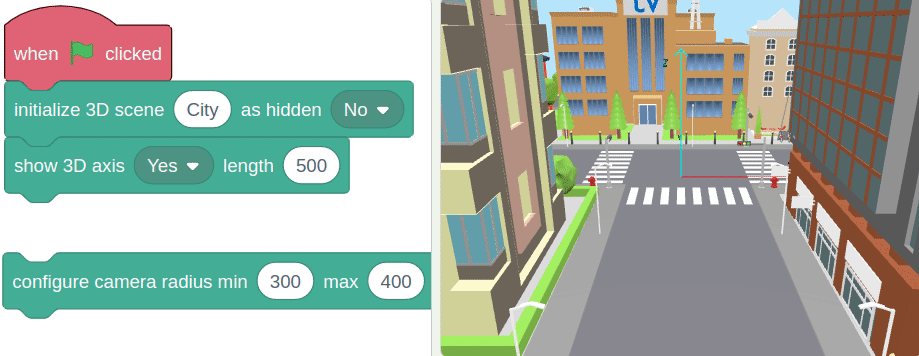 when clicked
initialize 3D scene City as hidden No
show 3D axis Yes length 500
configure camera radius min 300 max 400
TV
z